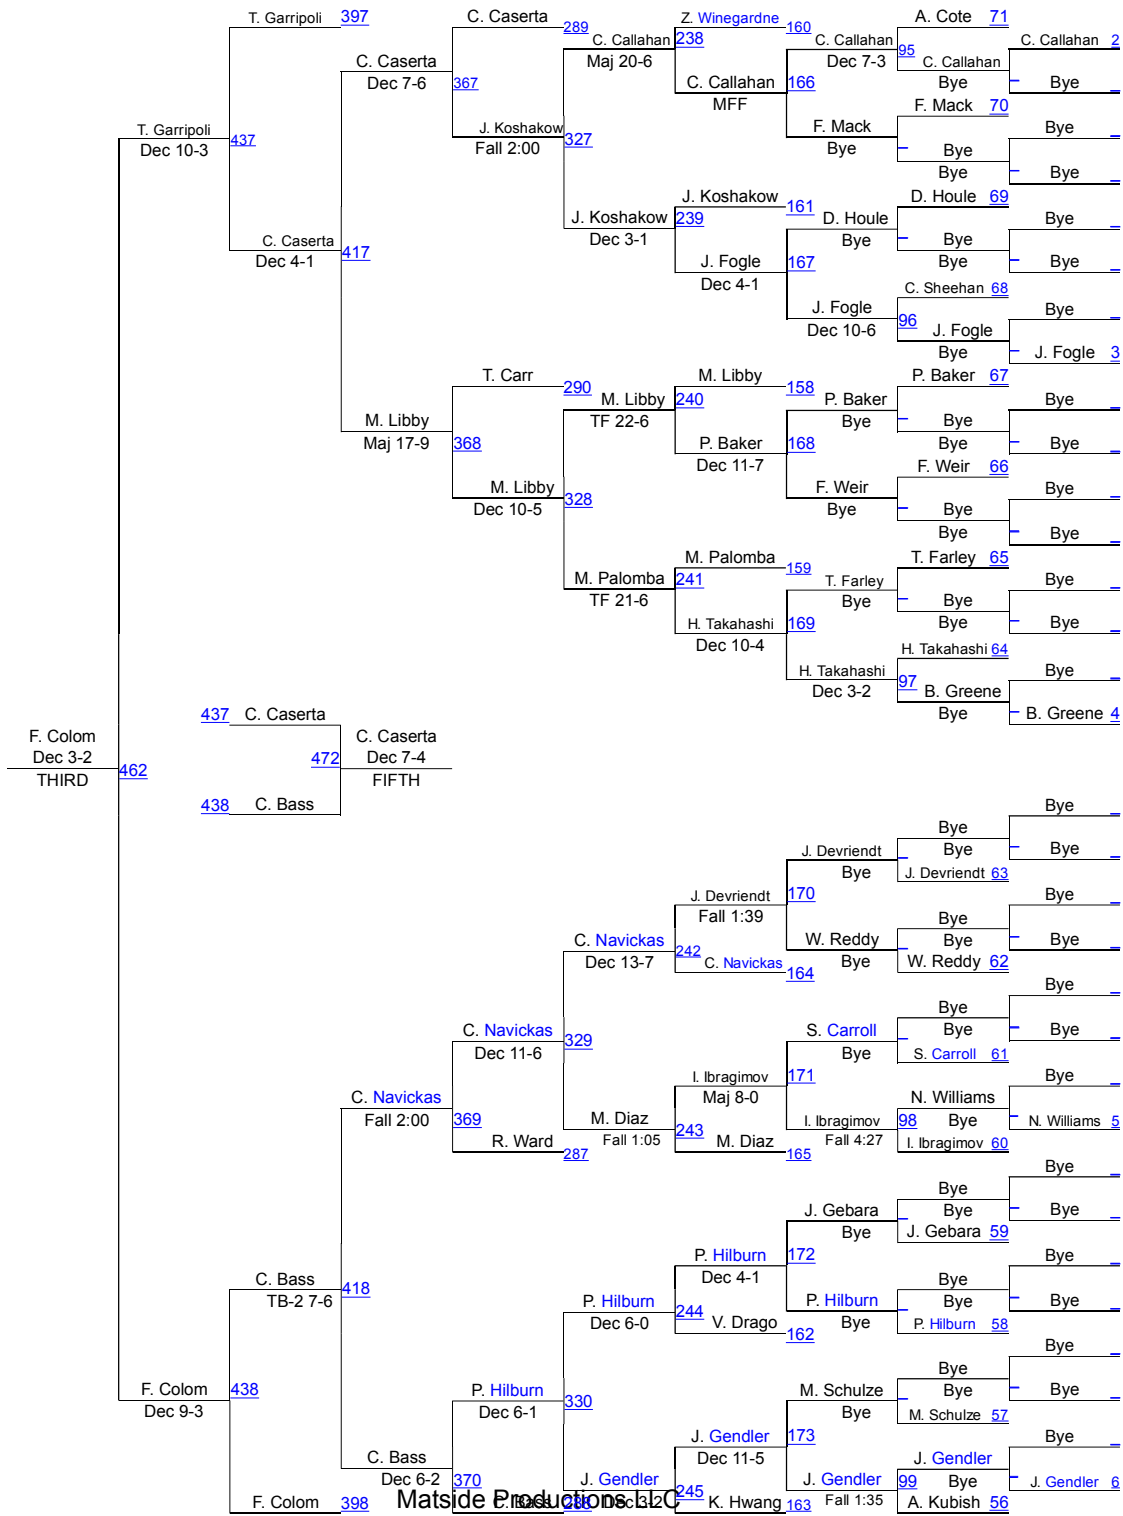 T. Garripoli 397
C. Caserta
289
Z. Winegardne 160
A. Cote 71
C. Callahan 2
C. Callahan 238
Maj 20-6
C. Callahan
Dec 7-3
95
C. Callahan
Bye
C. Caserta
Dec 7-6
367
C. Callahan
MFF
166
F. Mack 70
Bye
F. Mack
Bye
Bye
Bye
Bye
T. Garripoli
Dec 10-3
437
J. Koshakow
Fall 2:00
327
J. Koshakow 161
D. Houle 69
Bye
J. Koshakow
Dec 3-1
239
D. Houle
Bye
Bye
Bye
Bye
C. Caserta
Dec 4-1
417
J. Fogle
Dec 4-1
167
C. Sheehan 68
Bye
J. Fogle
Dec 10-6
96
J. Fogle
Bye
J. Fogle 3
T. Carr
290
M. Libby 158
P. Baker 67
Bye
M. Libby
TF 22-6
240
P. Baker
Bye
Bye
Bye
Bye
M. Libby
Maj 17-9
368
P. Baker
Dec 11-7
168
F. Weir 66
Bye
M. Libby
Dec 10-5
328
F. Weir
Bye
Bye
Bye
Bye
M. Palomba 159
T. Farley 65
Bye
M. Palomba
TF 21-6
241
T. Farley
Bye
Bye
Bye
Bye
H. Takahashi
Dec 10-4
169
H. Takahashi 64
Bye
H. Takahashi
Dec 3-2
97
B. Greene
Bye
B. Greene 4
F. Colom
Dec 3-2
THIRD
462
437 C. Caserta
472
C. Caserta
Dec 7-4
FIFTH
438 C. Bass
Bye
Bye
Bye
Bye
J. Devriendt
Bye
J. Devriendt 63
J. Devriendt
Fall 1:39
170
Bye
Bye
Bye
Bye
C. Navickas
Dec 13-7
242
C. Navickas 164
W. Reddy
Bye
W. Reddy 62
Bye
Bye
Bye
Bye
C. Navickas
Dec 11-6
329
S. Carroll
Bye
S. Carroll 61
C. Navickas
Fall 2:00
369
I. Ibragimov
Maj 8-0
171
N. Williams
Bye
Bye
N. Williams 5
R. Ward 287
M. Diaz
Fall 1:05
243
M. Diaz 165
I. Ibragimov
Fall 4:27
98
I. Ibragimov 60
Bye
Bye
Bye
Bye
J. Gebara
Bye
J. Gebara 59
C. Bass
TB-2 7-6
418
P. Hilburn
Dec 4-1
172
Bye
Bye
Bye
Bye
P. Hilburn
Dec 6-0
244
V. Drago 162
P. Hilburn
Bye
P. Hilburn 58
Bye
Bye
Bye
Bye
F. Colom
Dec 9-3
438
P. Hilburn
Dec 6-1
330
M. Schulze
Bye
M. Schulze 57
C. Bass
Dec 6-2
370
J. Gendler
Dec 11-5
173
J. Gendler
Bye
Bye
J. Gendler 6
F. Colom 398
C. Bass 288
J. Gendler
Dec 3-2
245
K. Hwang 163
J. Gendler
Fall 1:35
99
A. Kubish 56
Matside Productions LLC